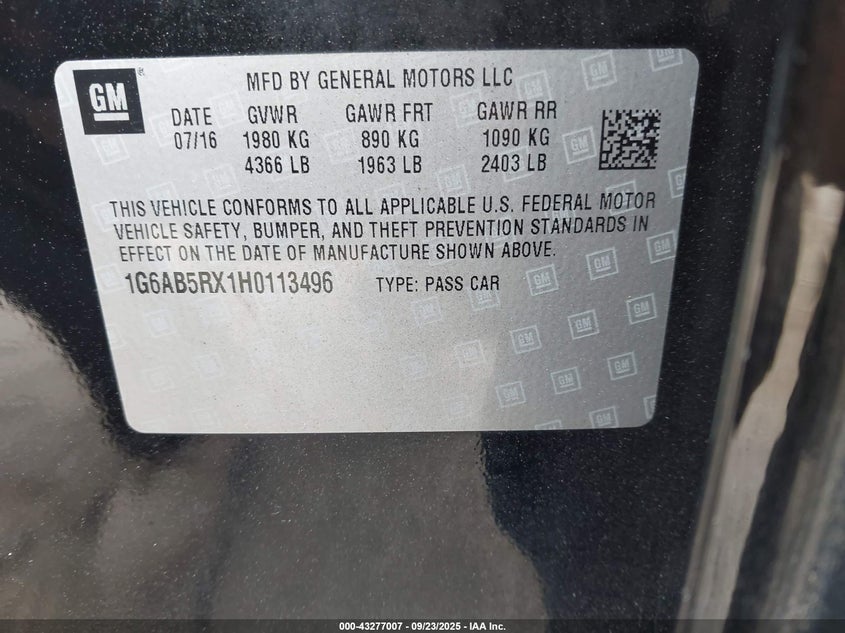 GM
MFD BY GENERAL MOTORS LLC
DATE GVWR GAWR FRT GAWR RR
07/16 1980 KG 890 KG 1090 KG
4366 LB 1963 LB 2403 LB
THIS VEHICLE CONFORMS TO ALL APPLICABLE U.S. FEDERAL MOTOR
VEHICLE SAFETY, BUMPER, AND THEFT PREVENTION STANDARDS IN
EFFECT ON THE DATE OF MANUFACTURE SHOWN ABOVE.
1G6AB5RX1H0113496 TYPE: PASS CAR
000-43277007 - 09/23/2025 - IAA Inc.